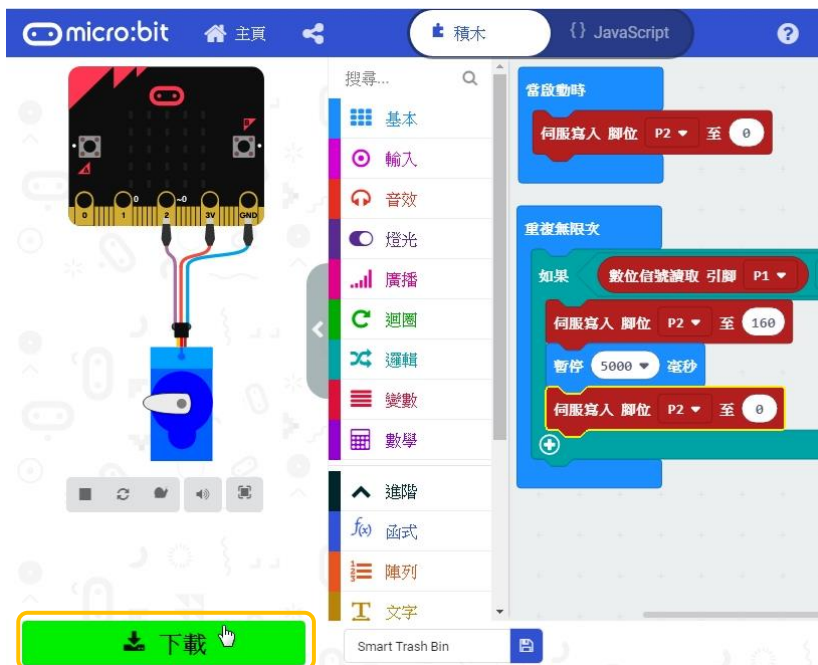 micro:bit 主頁 積木 {} JavaScript ?
搜尋...
基本
輸入
音效
燈光
廣播
迴圈
邏輯
變數
數學
進階
f(x) 函式
陣列
文字
B
A
0 ~0
0 1 2 3V GND
當啟動時
伺服寫入 腳位 P2 至 0
重複無限次
如果 數位信號讀取 引腳 P1
伺服寫入 腳位 P2 至 160
暫停 5000 毫秒
伺服寫入 腳位 P2 至 0
下載
Smart Trash Bin